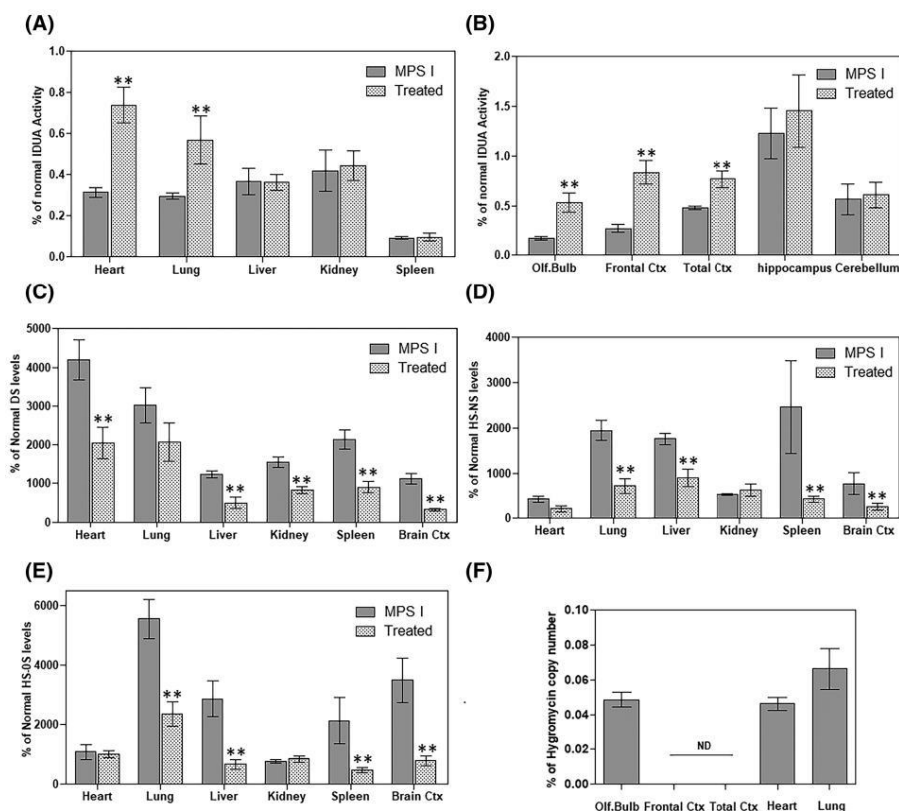 (A)
% of normal IDUA Activity
1.0
0.8
0.6
0.4
0.2
0.0
** **
MPS I
Treated
Heart Lung Liver Kidney Spleen
(B)
% of normal IDUA Activity
2.0
1.5
1.0
0.5
0.0
** ** **
MPS I
Treated
Olf.Bulb Frontal Ctx Total Ctx hippocampus Cerebellum
(C)
% of Normal DS levels
5000
4000
3000
2000
1000
0
** ** ** ** **
MPS I
Treated
Heart Lung Liver Kidney Spleen Brain Ctx
(D)
% of Normal HS-NS levels
4000
3000
2000
1000
0
** ** ** **
MPS I
Treated
Heart Lung Liver Kidney Spleen Brain Ctx
(E)
% of Normal HS-0S levels
6000
4000
2000
0
** ** ** **
MPS I
Treated
Heart Lung Liver Kidney Spleen Brain Ctx
(F)
% of Hygromycin copy number
0.10
0.08
0.06
0.04
0.02
0.00
ND
Olf.Bulb Frontal Ctx Total Ctx Heart Lung